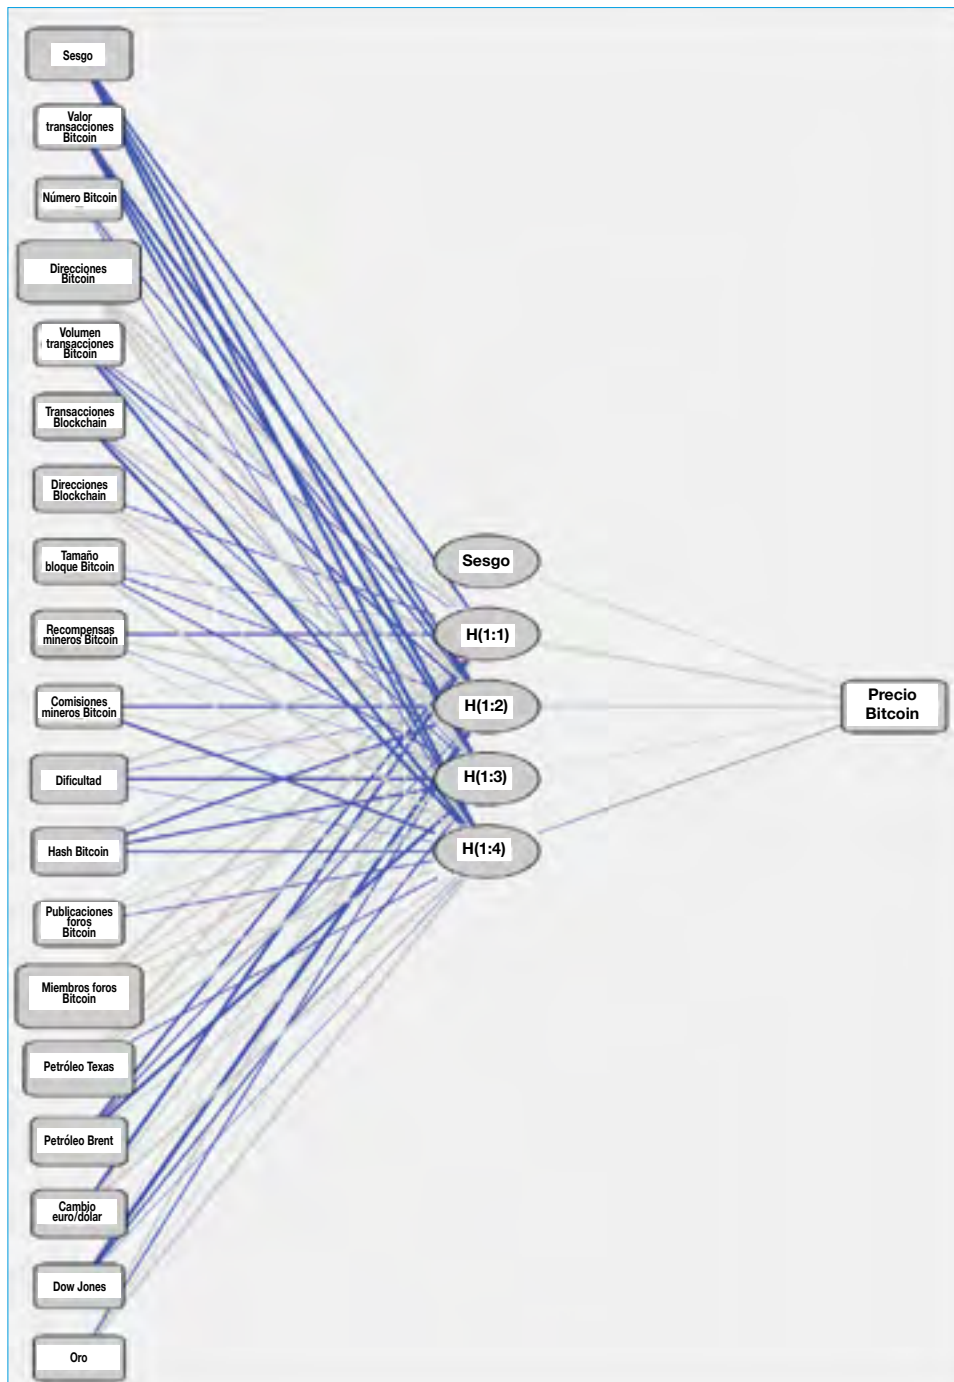 Sesgo
Valor
transacciones
Bitcoin
Número Bitcoin
Direcciones
Bitcoin
Volumen
transacciones
Bitcoin
Transacciones
Blockchain
Direcciones
Blockchain
Tamaño
bloque Bitcoin
Recompensas
mineros Bitcoin
Comisiones
mineros Bitcoin
Dificultad
Hash Bitcoin
Publicaciones
foros
Bitcoin
Miembros foros
Bitcoin
Petróleo Texas
Petróleo Brent
Cambio
euro/dólar
Dow Jones
Oro
Sesgo
H(1:1)
H(1:2)
H(1:3)
H(1:4)
Precio
Bitcoin